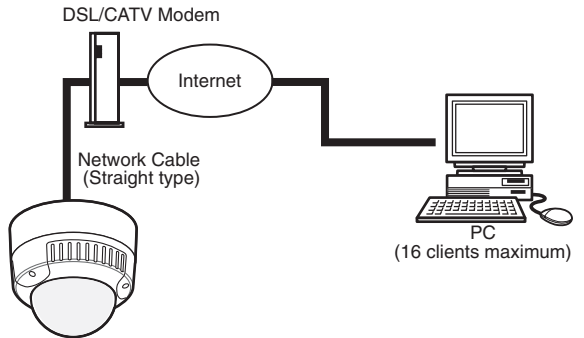 DSL/CATV Modem
Internet
Network Cable
(Straight type)
PC
(16 clients maximum)